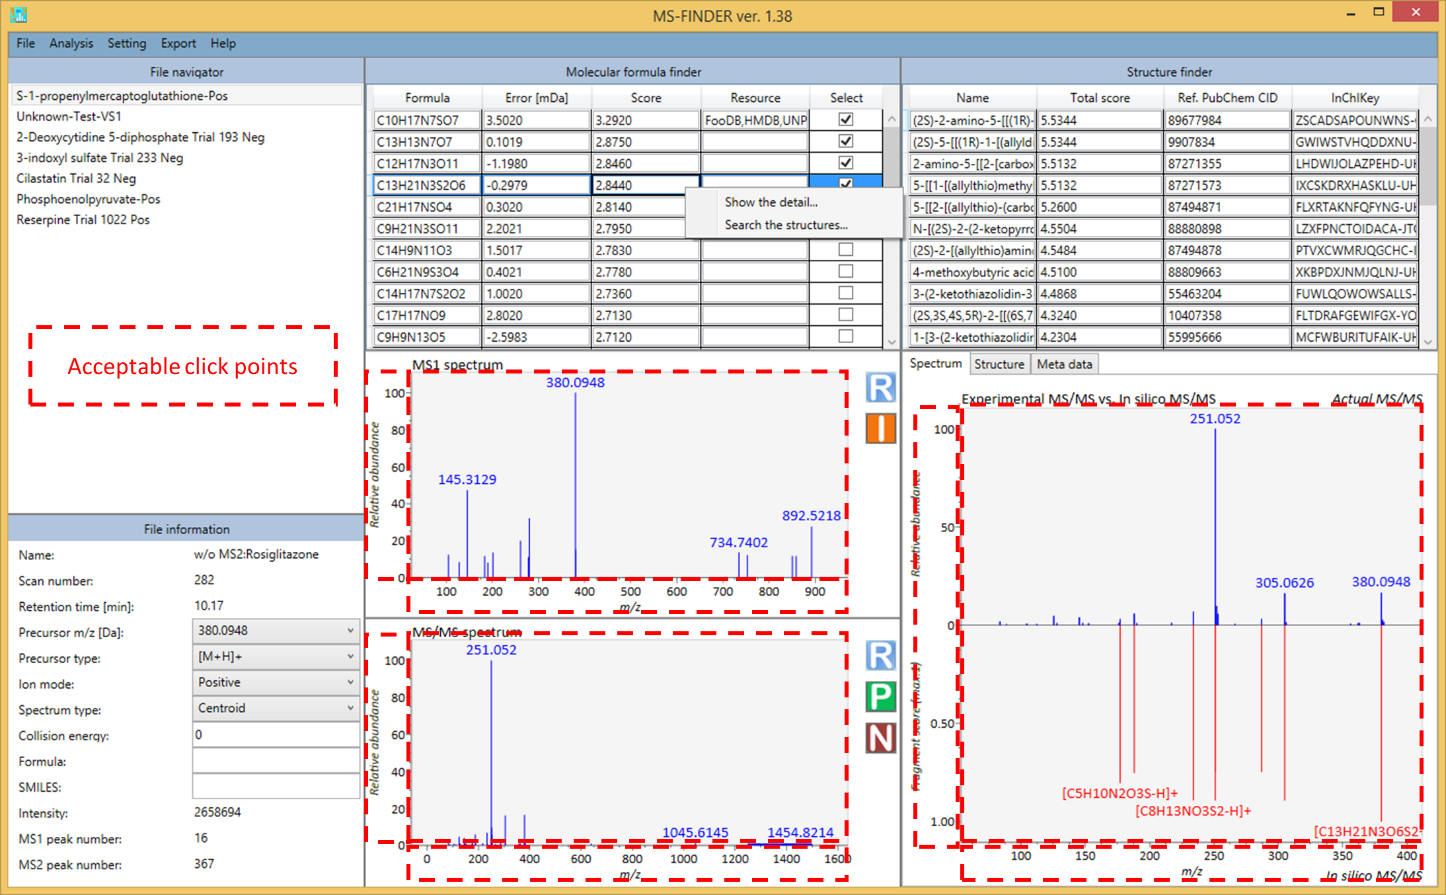 MS-FINDER ver. 1.38
File Analysis Setting Export Help
File navigator
S-1-propenylmercaptoglutathione-Pos
Unknown-Test-VS1
2-Deoxycytidine 5-diphosphate Trial 193 Neg
3-indoxyl sulfate Trial 233 Neg
Cilastatin Trial 32 Neg
Phosphoenolpyruvate-Pos
Reserpine Trial 1022 Pos
Acceptable click points
File information
Name: w/o MS2:Rosiglitazone
Scan number: 282
Retention time [min]: 10.17
Precursor m/z [Da]: 380.0948
Precursor type: [M+H]+
Ion mode: Positive
Spectrum type: Centroid
Collision energy: 0
Formula:
SMILES:
Intensity: 2658694
MS1 peak number: 16
MS2 peak number: 367
Molecular formula finder
Formula Error [mDa] Score Resource Select
C10H17N7SO7 3.5020 3.2920 FooDB,HMDB,UNP
C13H13N7O7 0.1019 2.8750
C12H17N3O11 -1.1980 2.8460
C13H21N3S2O6 -0.2979 2.8440
C21H17NSO4 0.3020 2.8140
C9H21N3SO11 2.2021 2.7950
C14H9N11O3 1.5017 2.7830
C6H21N9S3O4 0.4021 2.7780
C14H17N7S2O2 1.0020 2.7360
C17H17NO9 2.8020 2.7130
C9H9N13O5 -2.5983 2.7120
Show the detail...
Search the structures...
Structure finder
Name Total score Ref. PubChem CID InChIKey
(2S)-2-amino-5-[[(1R)- 5.5344 89677984 ZSCADSAPOUNWNS-
(2S)-5-[[(1R)-1-[(allyld 5.5344 9907834 GWIWSTVHQDDXNU-
2-amino-5-[[2-[carbox 5.5132 87271355 LHDWIJOLAZPEHD-UH
5-[[1-[(allylthio)methyl 5.5132 87271573 IXCSKDRXHASKLU-UH
5-[[2-[(allylthio)-(carbo 5.2600 87494871 FLXRTAKNFQFYNG-UH
N-[(2S)-2-(2-ketopyrro 4.5504 88880898 LZXFPNCTOIDACA-JT
(2S)-2-[(allylthio)amin 4.5484 87494878 PTVXCWMRJQGCHC-
4-methoxybutyric acid 4.5100 88809663 XKBPDXJNMJQLNJ-UH
3-(2-ketothiazolidin-3 4.4868 55463204 FUWLQOWOWSALLS-
(2S,3S,4S,5R)-2-[[(6S,7 4.3240 10407358 FLTDRAFGEWIFGX-YO
1-[3-(2-ketothiazolidir 4.2304 55995666 MCFWBURITUFAIK-UH
MS1 spectrum
Relative abundance
100
80
60
40
20
0
380.0948
145.3129
892.5218
734.7402
100 200 300 400 500 600 700 800 900
m/z
R
I
MS/MS spectrum
Relative abundance
100
80
60
40
20
0
251.052
1045.6145 1454.8214
0 200 400 600 800 1000 1200 1400 1600
m/z
R
P
N
Spectrum Structure Meta data
Experimental MS/MS vs. In silico MS/MS Actual MS/MS
Relative abundance
100
50
0
251.052
305.0626 380.0948
Fragment score (max:1)
0.50
1.00
[C5H10N2O3S-H]+
[C8H13NO3S2-H]+
[C13H21N3O6S2-
100 150 200 250 300 350 400
m/z
In silico MS/MS